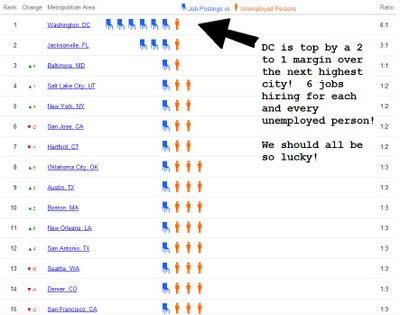 Rank Change Metropolitan Area Job Postings vs. Unemployed Persons Ratio
1 Washington, DC 6:1
2 Jacksonville, FL 3:1
3 Baltimore, MD 1:1
4 Salt Lake City, UT 1:2
5 New York, NY 1:2
6 San Jose, CA 1:2
7 Hartford, CT 1:2
8 Oklahoma City, OK 1:3
9 Austin, TX 1:3
10 Boston, MA 1:3
11 New Orleans, LA 1:3
12 San Antonio, TX 1:3
13 Seattle, WA 1:3
14 Denver, CO 1:3
15 San Francisco, CA 1:3
DC is top by a 2
to 1 margin over
the next highest
city! 6 jobs
hiring for each
and every
unemployed person!
We should all be
so lucky!